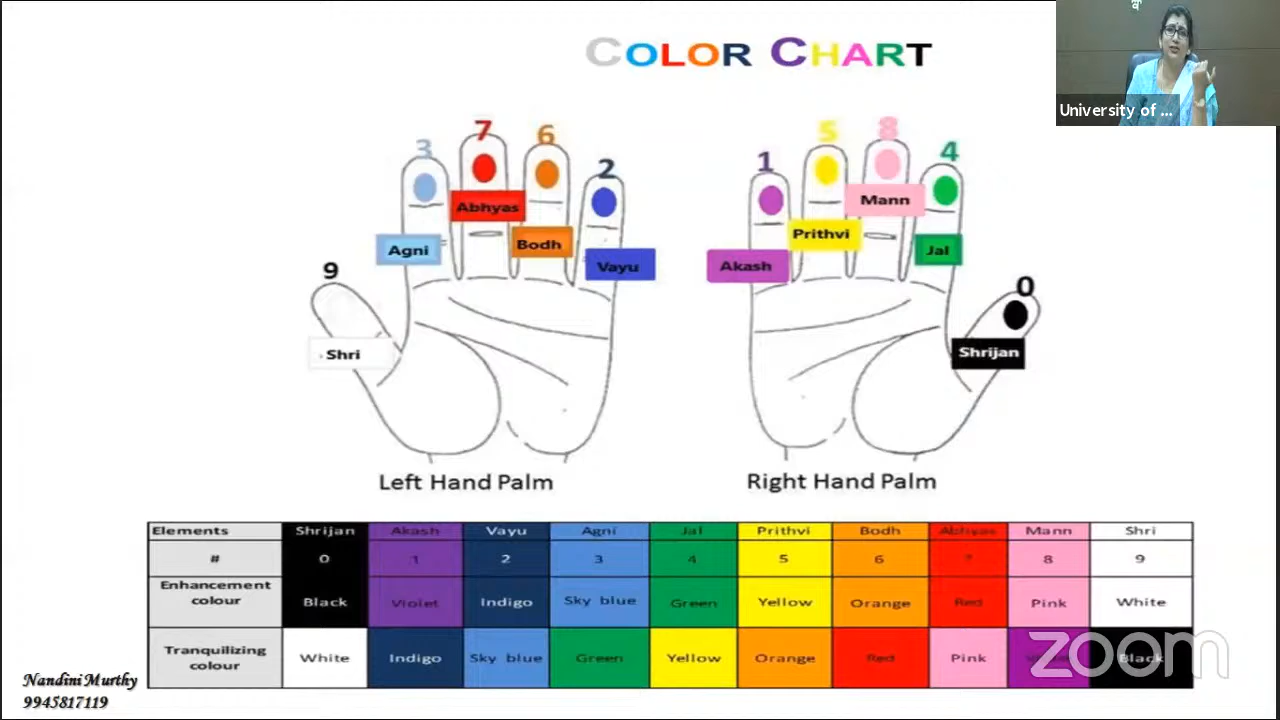 COLOR CHART
University of ...
3
7
6
2
1
5
8
4
9
0
Abhyas
Agni
Bodh
Vayu
Shri
Mann
Prithvi
Jal
Akash
Shrijan
Left Hand Palm
Right Hand Palm
Elements Shrijan Akash Vayu Agni Jal Prithvi Bodh Abhyas Mann Shri
# 0 1 2 3 4 5 6 7 8 9
Enhancement colour Black Violet Indigo Sky blue Green Yellow Orange Red Pink White
Tranquilizing colour White Indigo Sky blue Green Yellow Orange Red Pink Black
zoom
Nandini Murthy
9945817119